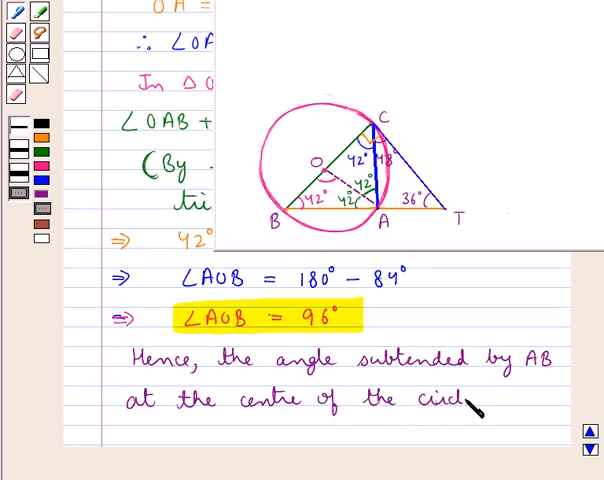 OA =
∴ ∠OA
In Δ O
∠OAB +
(By
tri
⇒ 42°
⇒ ∠AOB = 180° - 84°
⇒ ∠AOB = 96°
Hence, the angle subtended by AB
at the centre of the circl
C
42° 48°
O
42°
42° 42° 36°
B A T